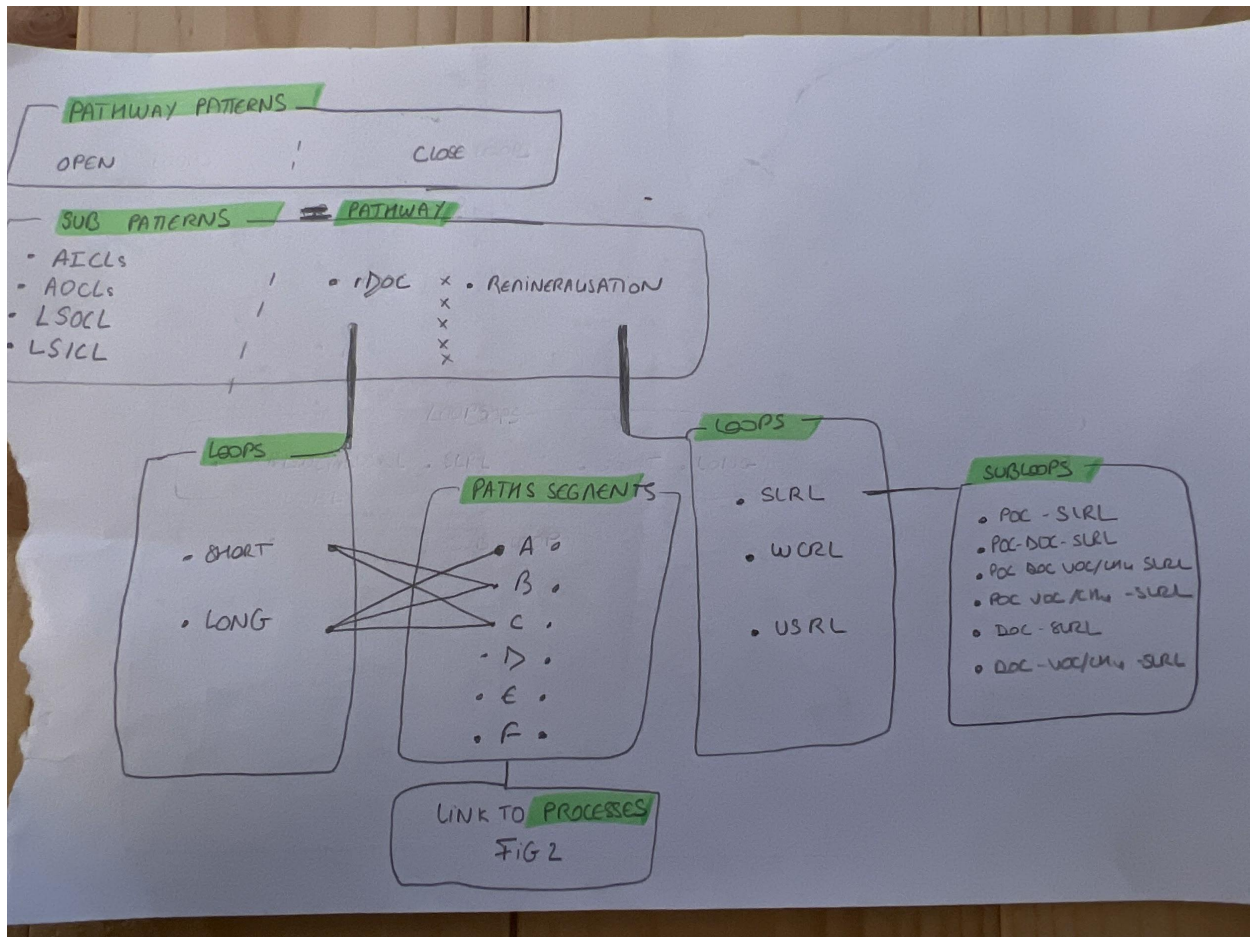 PATHWAY PATTERNS
OPEN CLOSE
SUB PATTERNS = PATHWAY
• AICLs
• AOCLs
• LSOCL
• LSICL
• rDOC
• REMINERALISATION
LOOPS
• SHORT
• LONG
PATHS SEGMENTS
• A •
B •
C •
• D •
• E •
• F •
LINK TO PROCESSES
FIG 2
LOOPS
• SLRL
• WCRL
• USRL
SUBLOOPS
• POC - SLRL
• POC-DOC-SLRL
• POC DOC VOC/CH4 SLRL
• POC VOC/CH4 -SLRL
• DOC-SLRL
• DOC-VOC/CH4-SLRL